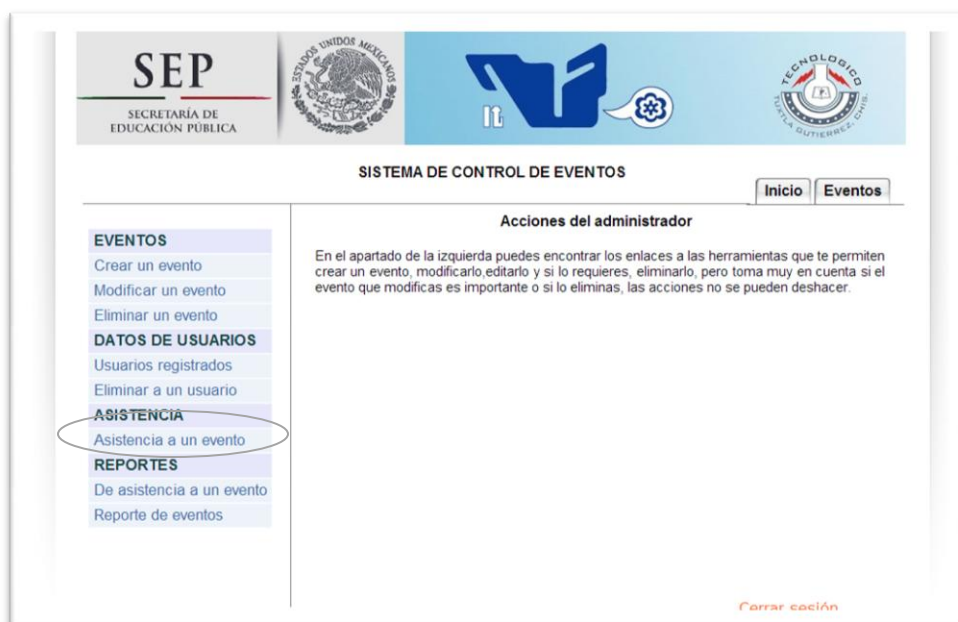 SEP
SECRETARÍA DE
EDUCACIÓN PÚBLICA
ESTADOS UNIDOS MEXICANOS
It
TECNOLOGICO
TUXTLA GUTIERREZ, CHIS.
SISTEMA DE CONTROL DE EVENTOS
Inicio
Eventos
EVENTOS
Crear un evento
Modificar un evento
Eliminar un evento
DATOS DE USUARIOS
Usuarios registrados
Eliminar a un usuario
ASISTENCIA
Asistencia a un evento
REPORTES
De asistencia a un evento
Reporte de eventos
Acciones del administrador
En el apartado de la izquierda puedes encontrar los enlaces a las herramientas que te permiten
crear un evento, modificarlo,editarlo y si lo requieres, eliminarlo, pero toma muy en cuenta si el
evento que modificas es importante o si lo eliminas, las acciones no se pueden deshacer.
Cerrar sesión